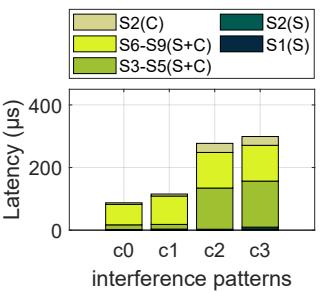 S2(C) S2(S)
S6-S9(S+C) S1(S)
S3-S5(S+C)
400
200
0
Latency (μs)
c0 c1 c2 c3
interference patterns